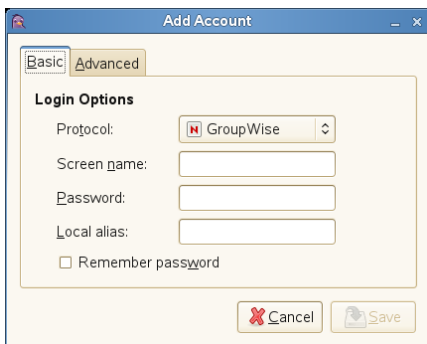 Add Account
Basic Advanced
Login Options
Protocol: N GroupWise
Screen name:
Password:
Local alias:
Remember password
Cancel Save